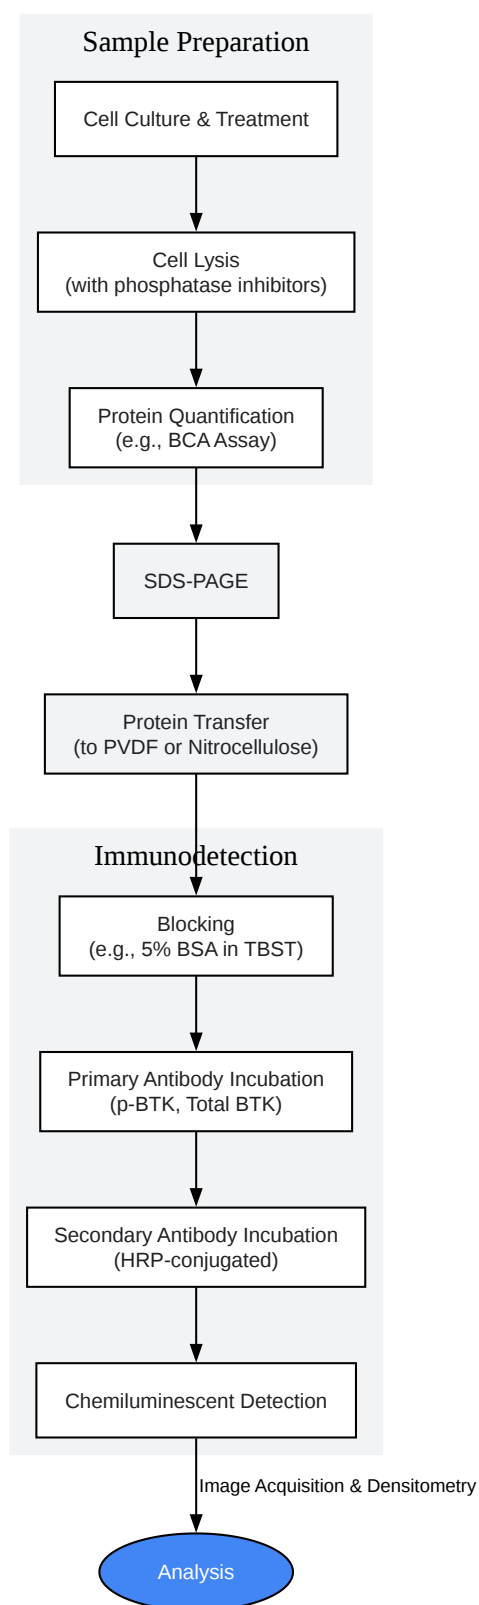 Sample Preparation
Cell Culture & Treatment
Cell Lysis
(with phosphatase inhibitors)
Protein Quantification
(e.g., BCA Assay)
SDS-PAGE
Protein Transfer
(to PVDF or Nitrocellulose)
Immunodetection
Blocking
(e.g., 5% BSA in TBST)
Primary Antibody Incubation
(p-BTK, Total BTK)
Secondary Antibody Incubation
(HRP-conjugated)
Chemiluminescent Detection
Image Acquisition & Densitometry
Analysis